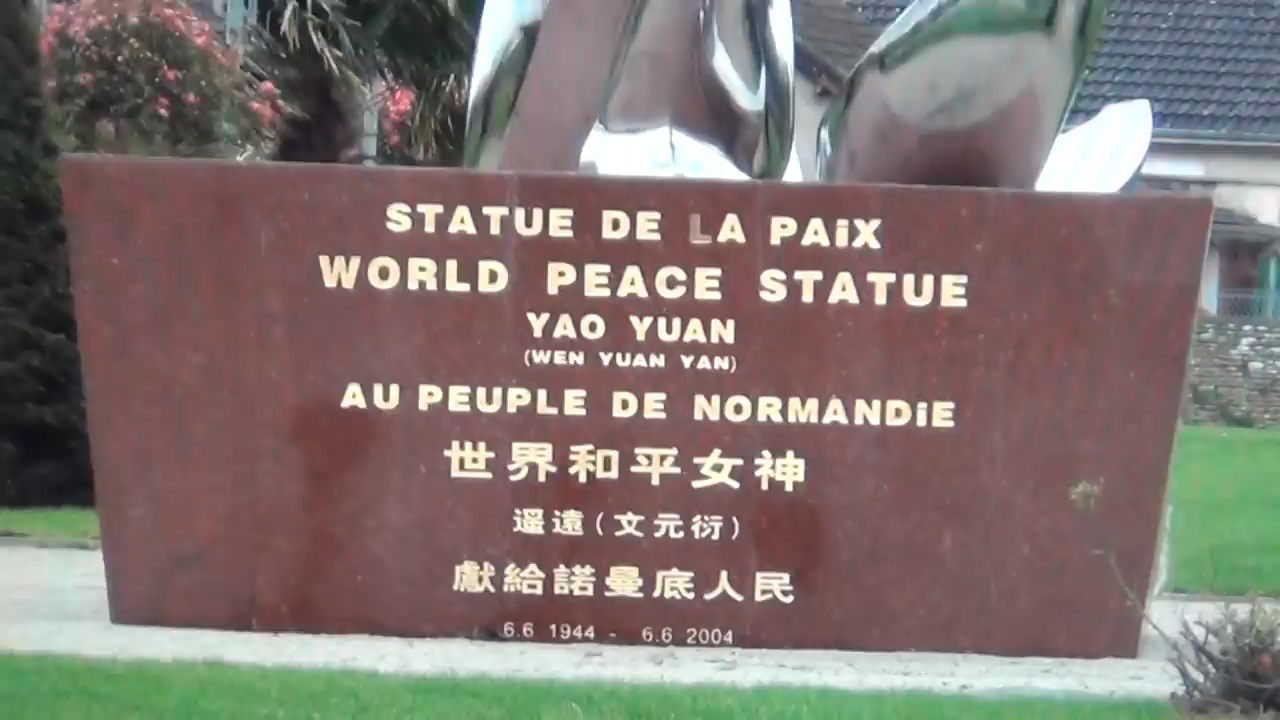 STATUE DE LA PAiX
WORLD PEACE STATUE
YAO YUAN
(WEN YUAN YAN)
AU PEUPLE DE NORMANDiE
世界和平女神
遥遠(文元衍)
獻給諾曼底人民
6.6 1944 - 6.6 2004